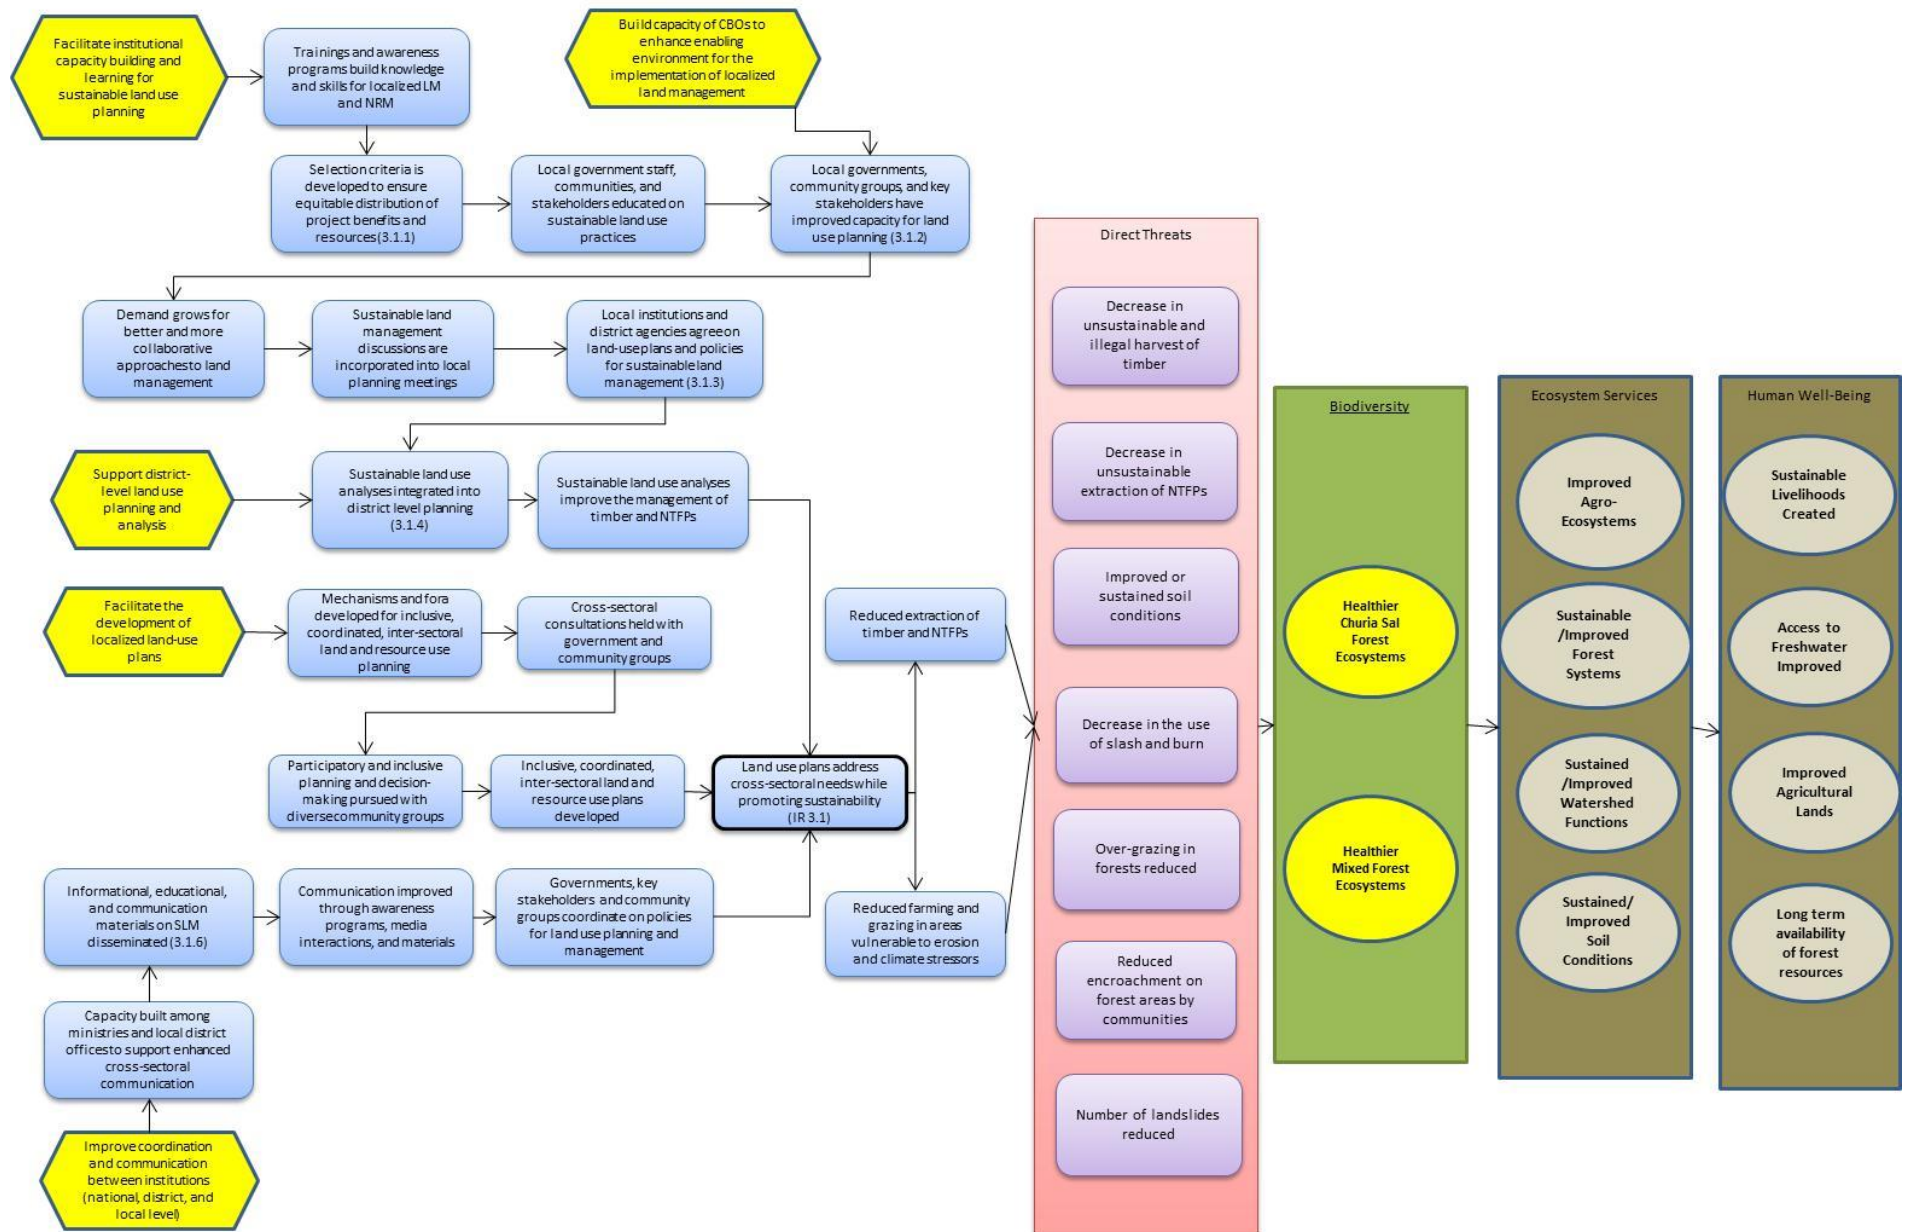 Facilitate institutional
capacity building and
learning for
sustainable land use
planning
Trainings and awareness
programs build knowledge
and skills for localized LM
and NRM
Build capacity of CBOs to
enhance enabling
environment for the
implementation of localized
land management
Selection criteria is
developed to ensure
equitable distribution of
project benefits and
resources (3.1.1)
Local government staff,
communities, and
stakeholders educated on
sustainable land use
practices
Local governments,
community groups, and key
stakeholders have
improved capacity for land
use planning (3.1.2)
Demand grows for
better and more
collaborative
approaches to land
management
Sustainable land
management
discussions are
incorporated into local
planning meetings
Local institutions and
district agencies agree on
land-use plans and policies
for sustainable land
management (3.1.3)
Support district-
level land use
planning and
analysis
Sustainable land use
analyses integrated into
district level planning
(3.1.4)
Sustainable land use analyses
improve the management of
timber and NTFPs
Facilitate the
development of
localized land-use
plans
Mechanisms and fora
developed for inclusive,
coordinated, inter-sectoral
land and resource use
planning
Cross-sectoral
consultations held with
government and
community groups
Participatory and inclusive
planning and decision-
making pursued with
diverse community groups
Inclusive, coordinated,
inter-sectoral land and
resource use plans
developed
Land use plans address
cross-sectoral needs while
promoting sustainability
(IR 3.1)
Informational, educational,
and communication
materials on SLM
disseminated (3.1.6)
Communication improved
through awareness
programs, media
interactions, and materials
Governments, key
stakeholders and community
groups coordinate on policies
for land use planning and
management
Capacity built among
ministries and local district
offices to support enhanced
cross-sectoral
communication
Improve coordination
and communication
between institutions
(national, district, and
local level)
Reduced extraction of
timber and NTFPs
Reduced farming and
grazing in areas
vulnerable to erosion
and climate stressors
Direct Threats
Decrease in
unsustainable and
illegal harvest of
timber
Decrease in
unsustainable
extraction of NTFPs
Improved or
sustained soil
conditions
Decrease in the use
of slash and burn
Over-grazing in
forests reduced
Reduced
encroachment on
forest areas by
communities
Number of landslides
reduced
Biodiversity
Healthier
Churia Sal
Forest
Ecosystems
Healthier
Mixed Forest
Ecosystems
Ecosystem Services
Improved
Agro-
Ecosystems
Sustainable
/Improved
Forest
Systems
Sustained
/Improved
Watershed
Functions
Sustained/
Improved
Soil
Conditions
Human Well-Being
Sustainable
Livelihoods
Created
Access to
Freshwater
Improved
Improved
Agricultural
Lands
Long term
availability
of forest
resources